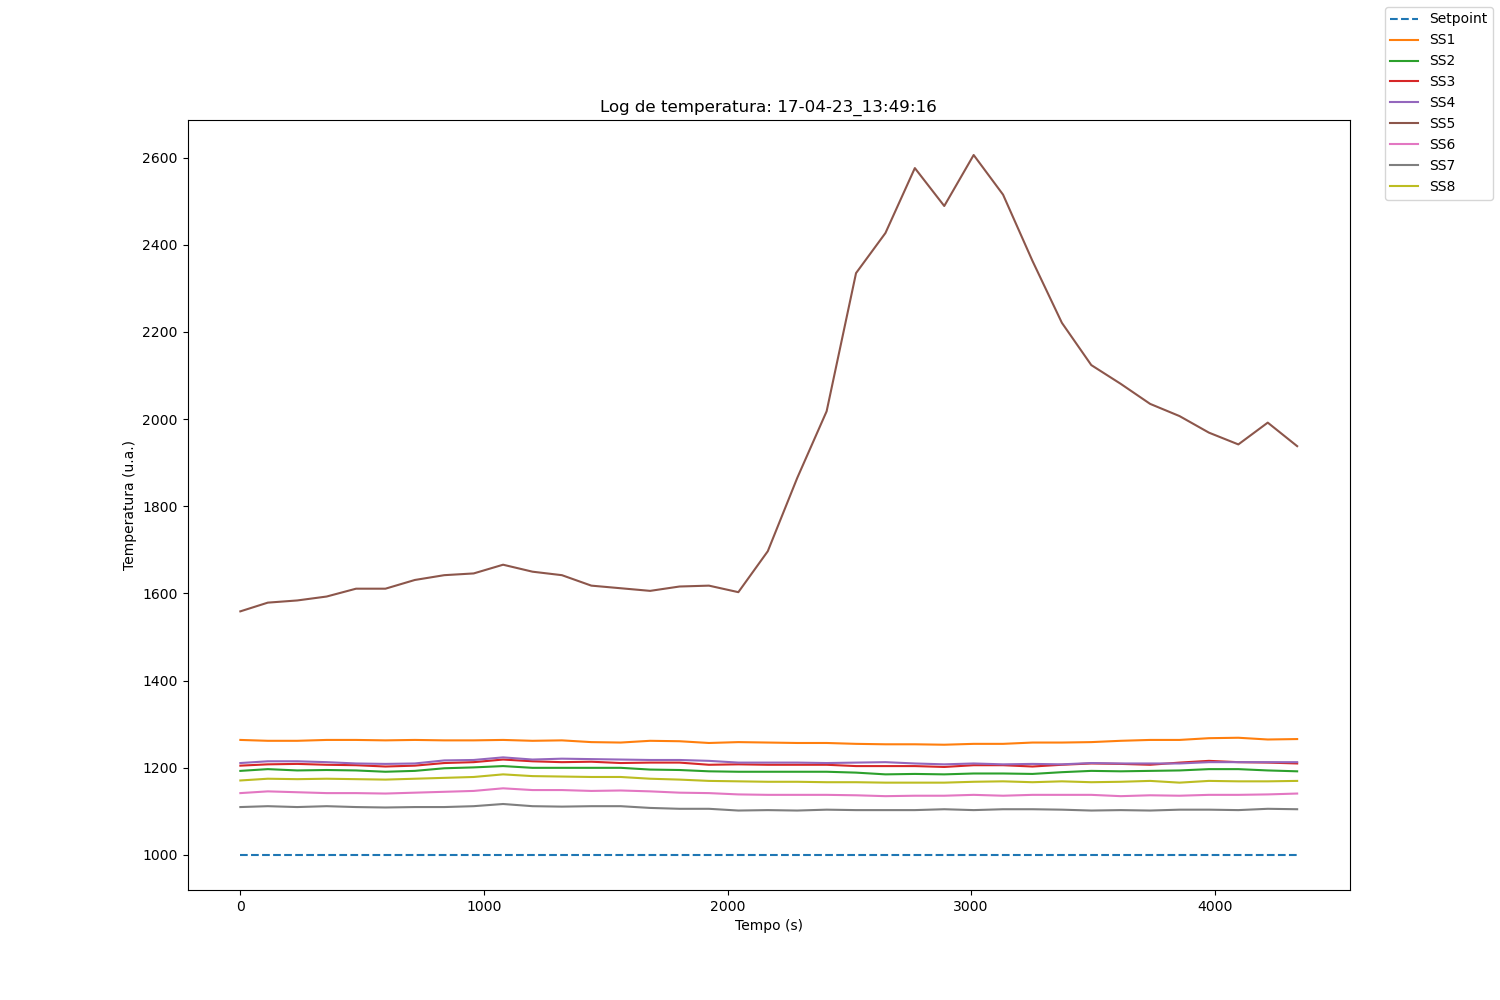 Setpoint
SS1
SS2
SS3
SS4
SS5
SS6
SS7
SS8
Log de temperatura: 17-04-23_13:49:16
2600
2400
2200
2000
1800
1600
1400
1200
1000
Temperatura (u.a.)
0 1000 2000 3000 4000
Tempo (s)